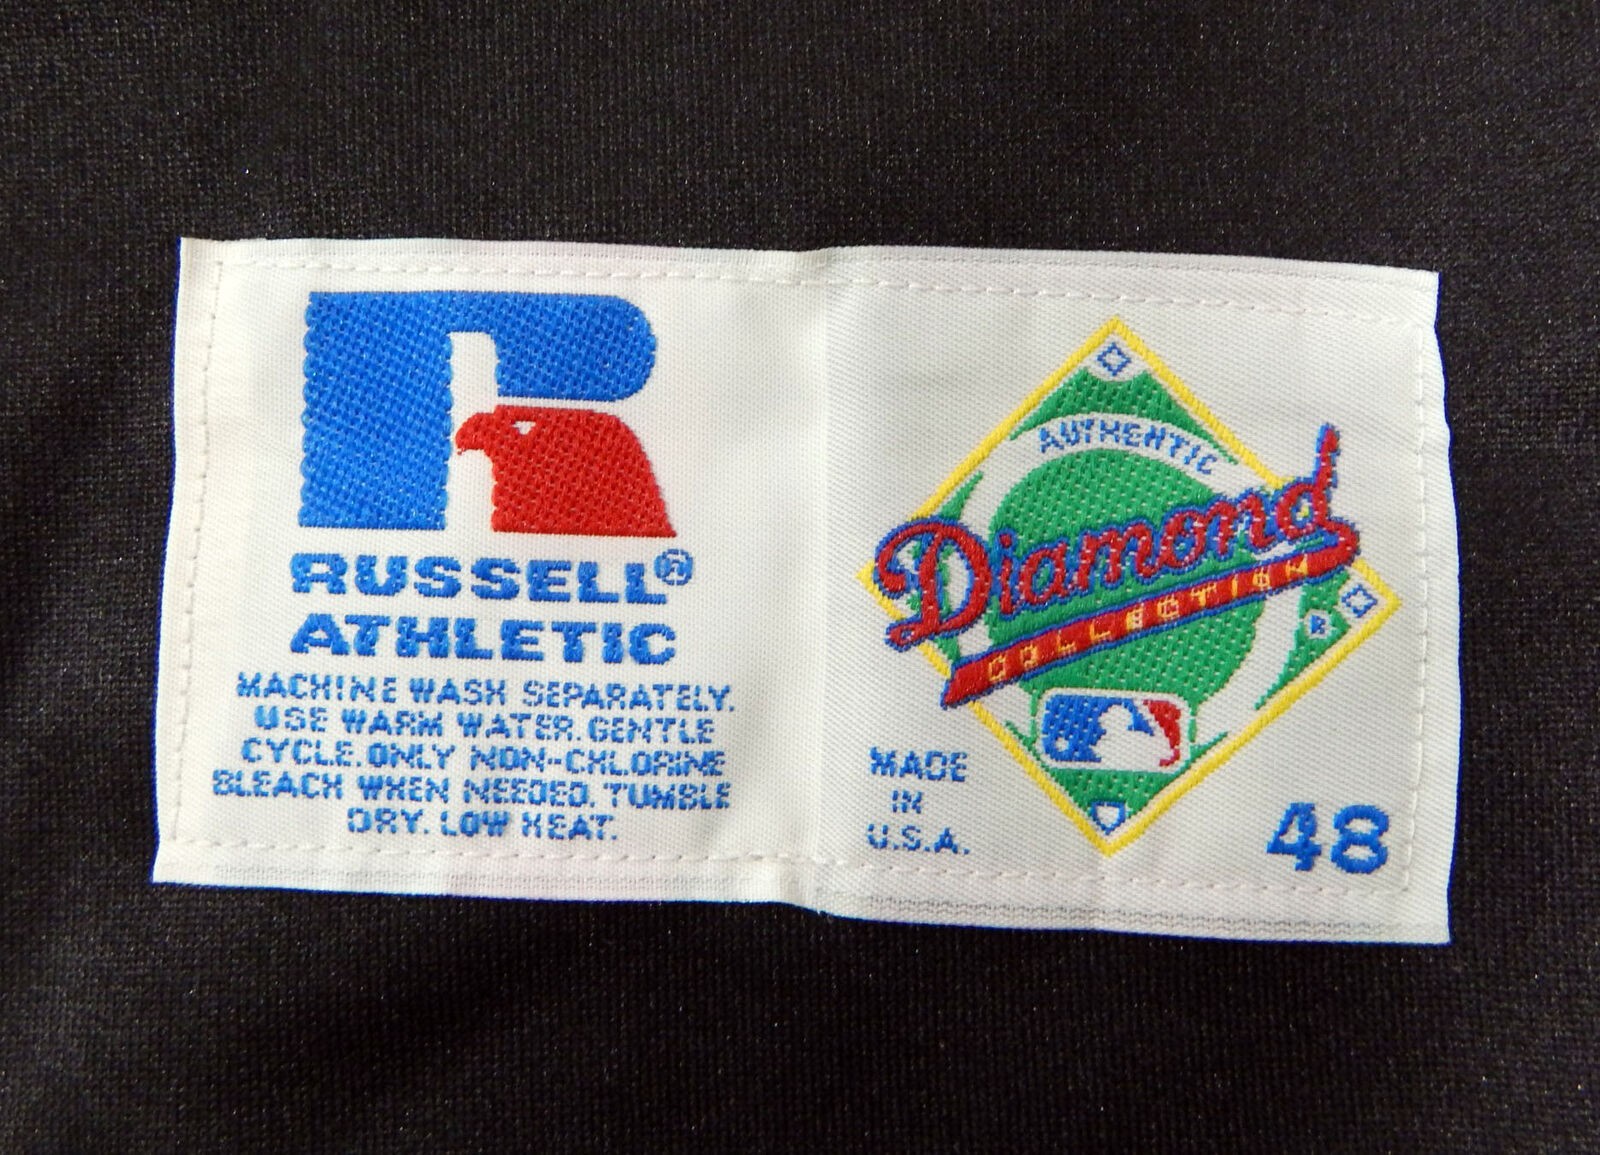 RUSSELL®
ATHLETIC
MACHINE WASH SEPARATELY.
USE WARM WATER. GENTLE
CYCLE. ONLY NON-CHLORINE
BLEACH WHEN NEEDED. TUMBLE
DRY. LOW HEAT.
AUTHENTIC
Diamond
COLLECTION
R
MADE
IN
U.S.A.
48